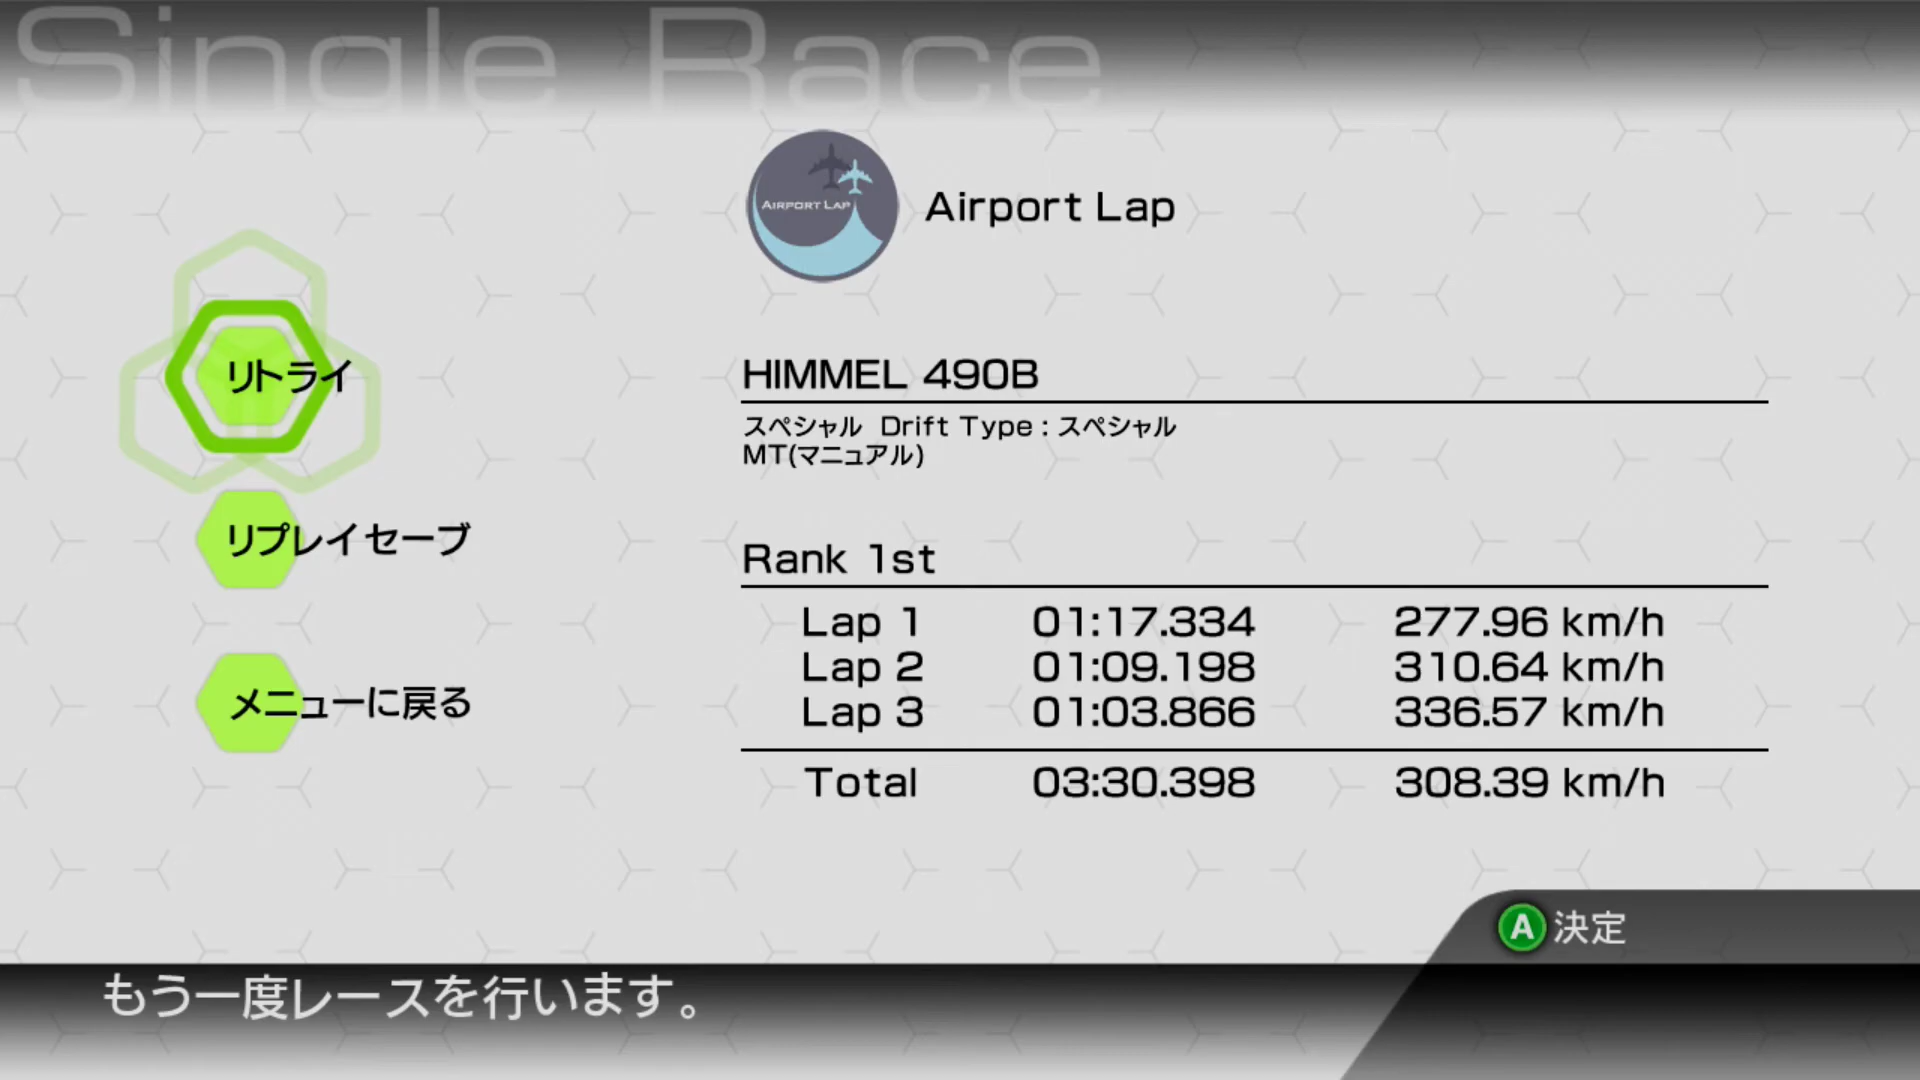 Single Race
AIRPORT LAP
Airport Lap
リトライ
リプレイセーブ
メニューに戻る
HIMMEL 490B
スペシャル Drift Type : スペシャル
MT(マニュアル)
Rank 1st
Lap 1 01:17.334 277.96 km/h
Lap 2 01:09.198 310.64 km/h
Lap 3 01:03.866 336.57 km/h
Total 03:30.398 308.39 km/h
A 決定
もう一度レースを行います。